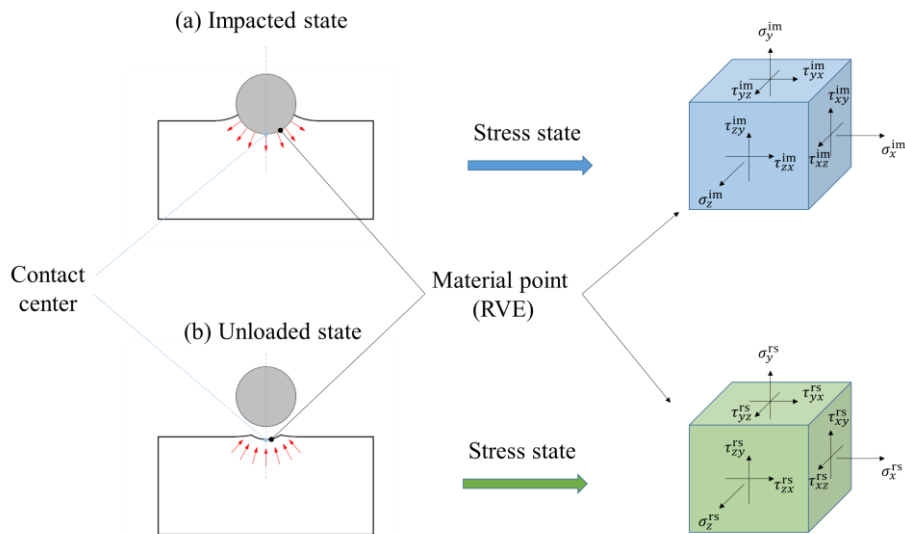 (a) Impacted state
Stress state
σ_y^im
τ_yx^im
τ_yz^im
τ_xy^im
τ_zy^im
σ_x^im
τ_zx^im
τ_xz^im
σ_z^im
Contact
center
Material point
(RVE)
(b) Unloaded state
Stress state
σ_y^rs
τ_yx^rs
τ_yz^rs
τ_xy^rs
τ_zy^rs
σ_x^rs
τ_zx^rs
τ_xz^rs
σ_z^rs